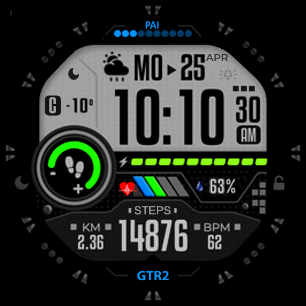 PAI
MO▸25 APR
C -10°
10:10 30
AM
- +
63%
STEPS
KM 14876 BPM
2.36 62
GTR2